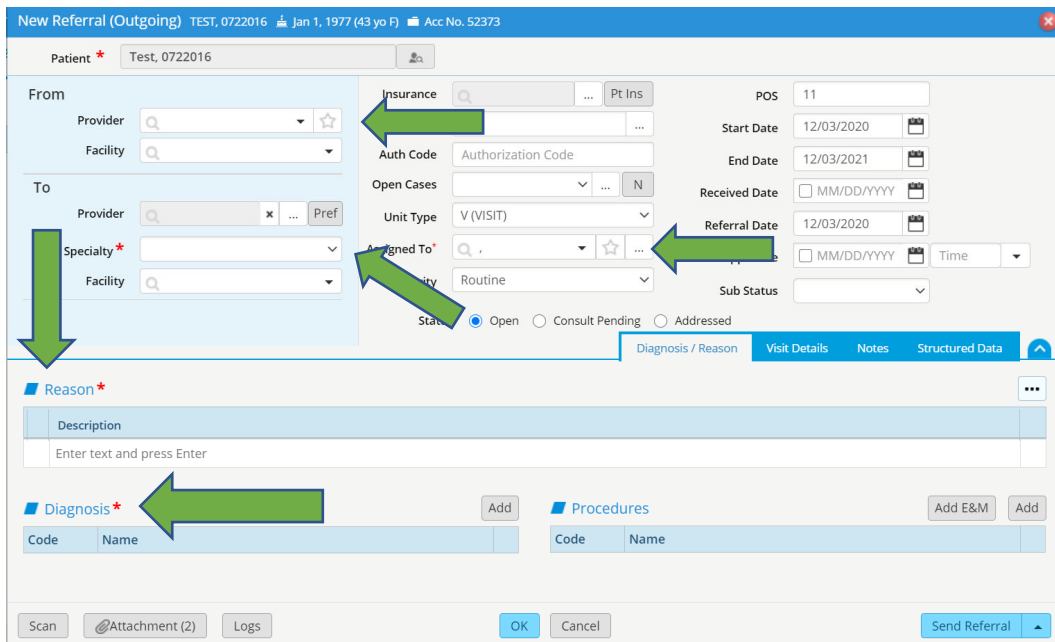 New Referral (Outgoing) TEST, 0722016 Jan 1, 1977 (43 yo F) Acc No. 52373
Patient * Test, 0722016
From
Provider
Facility
To
Provider Pref
Specialty *
Facility
Insurance ... Pt Ins
...
Auth Code Authorization Code
Open Cases ... N
Unit Type V (VISIT)
Assigned To * , ...
Routine
POS 11
Start Date 12/03/2020
End Date 12/03/2021
Received Date MM/DD/YYYY
Referral Date 12/03/2020
MM/DD/YYYY Time
Sub Status
Open Consult Pending Addressed
Diagnosis / Reason Visit Details Notes Structured Data
Reason *
Description
Enter text and press Enter
Diagnosis * Add
Code Name
Procedures Add E&M Add
Code Name
Scan Attachment (2) Logs OK Cancel Send Referral